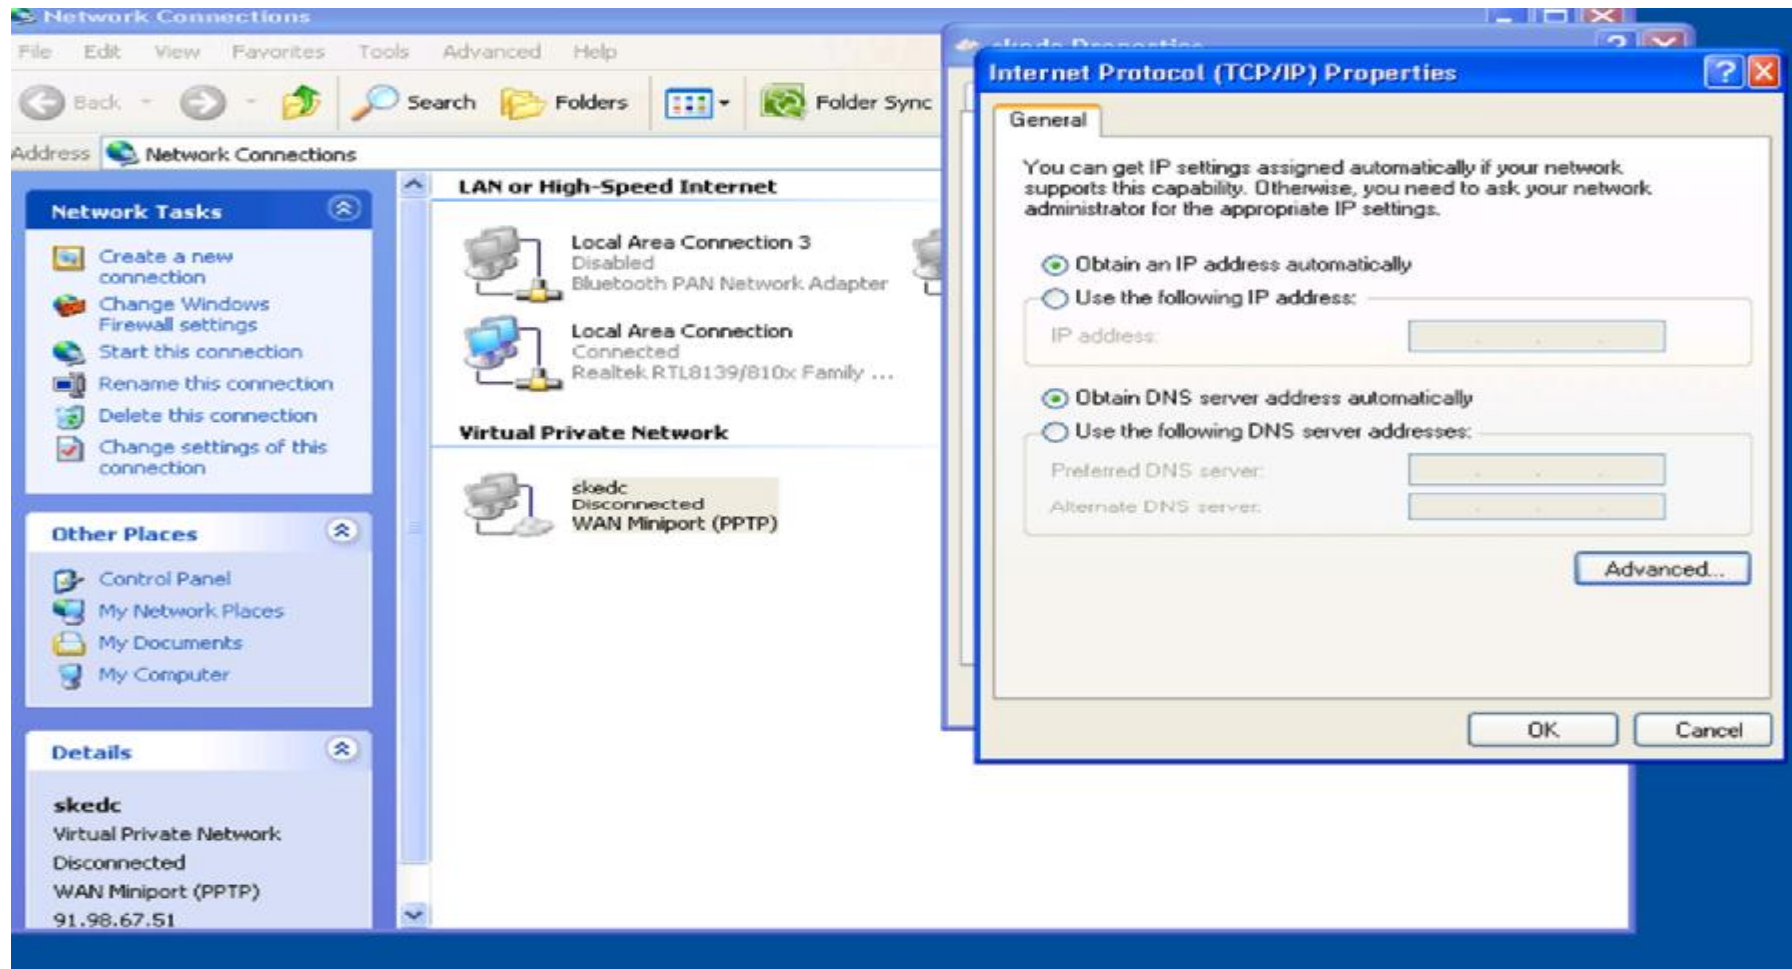 Network Connections
File Edit View Favorites Tools Advanced Help
Back Search Folders Folder Sync
Address Network Connections
Network Tasks
Create a new
connection
Change Windows
Firewall settings
Start this connection
Rename this connection
Delete this connection
Change settings of this
connection
Other Places
Control Panel
My Network Places
My Documents
My Computer
Details
skedc
Virtual Private Network
Disconnected
WAN Miniport (PPTP)
91.98.67.51
LAN or High-Speed Internet
Local Area Connection 3
Disabled
Bluetooth PAN Network Adapter
Local Area Connection
Connected
Realtek RTL8139/810x Family ...
Virtual Private Network
skedc
Disconnected
WAN Miniport (PPTP)
skedc Properties
Internet Protocol (TCP/IP) Properties
General
You can get IP settings assigned automatically if your network
supports this capability. Otherwise, you need to ask your network
administrator for the appropriate IP settings.
Obtain an IP address automatically
Use the following IP address:
IP address:
Obtain DNS server address automatically
Use the following DNS server addresses:
Preferred DNS server:
Alternate DNS server:
Advanced...
OK Cancel